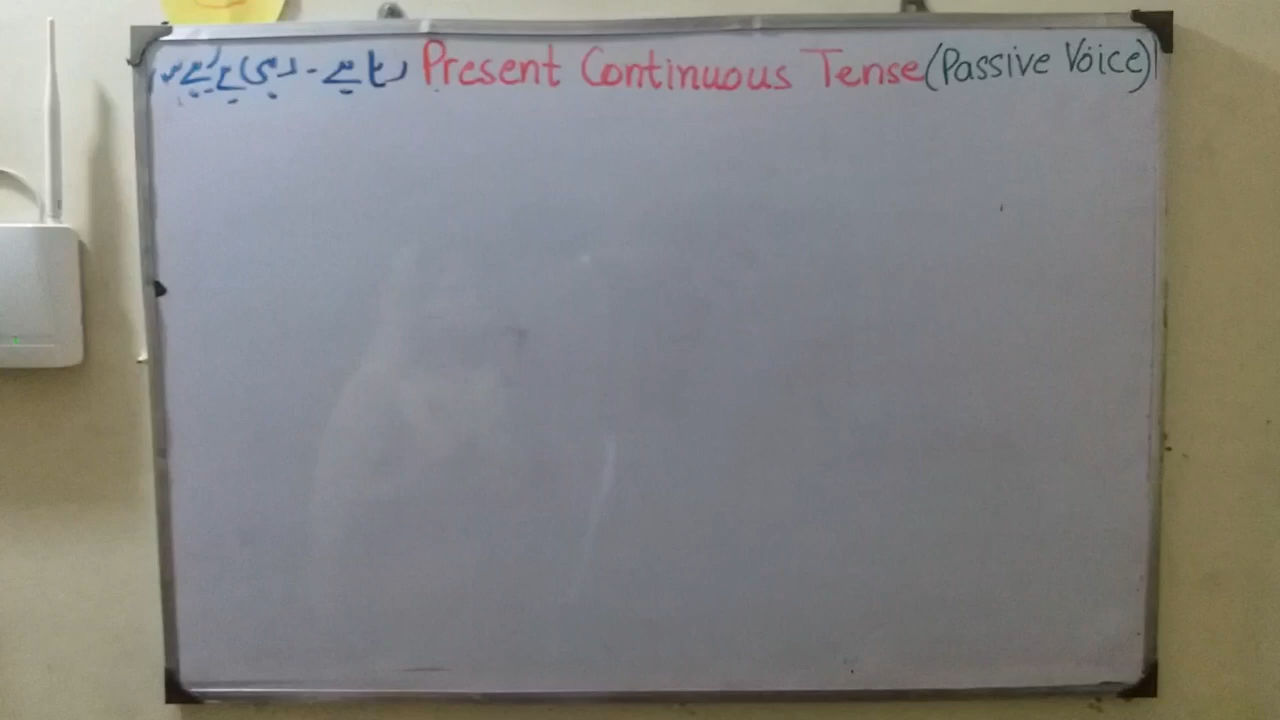 رہا ہے - رہی ہے رہے ہیں Present Continuous Tense (Passive Voice)